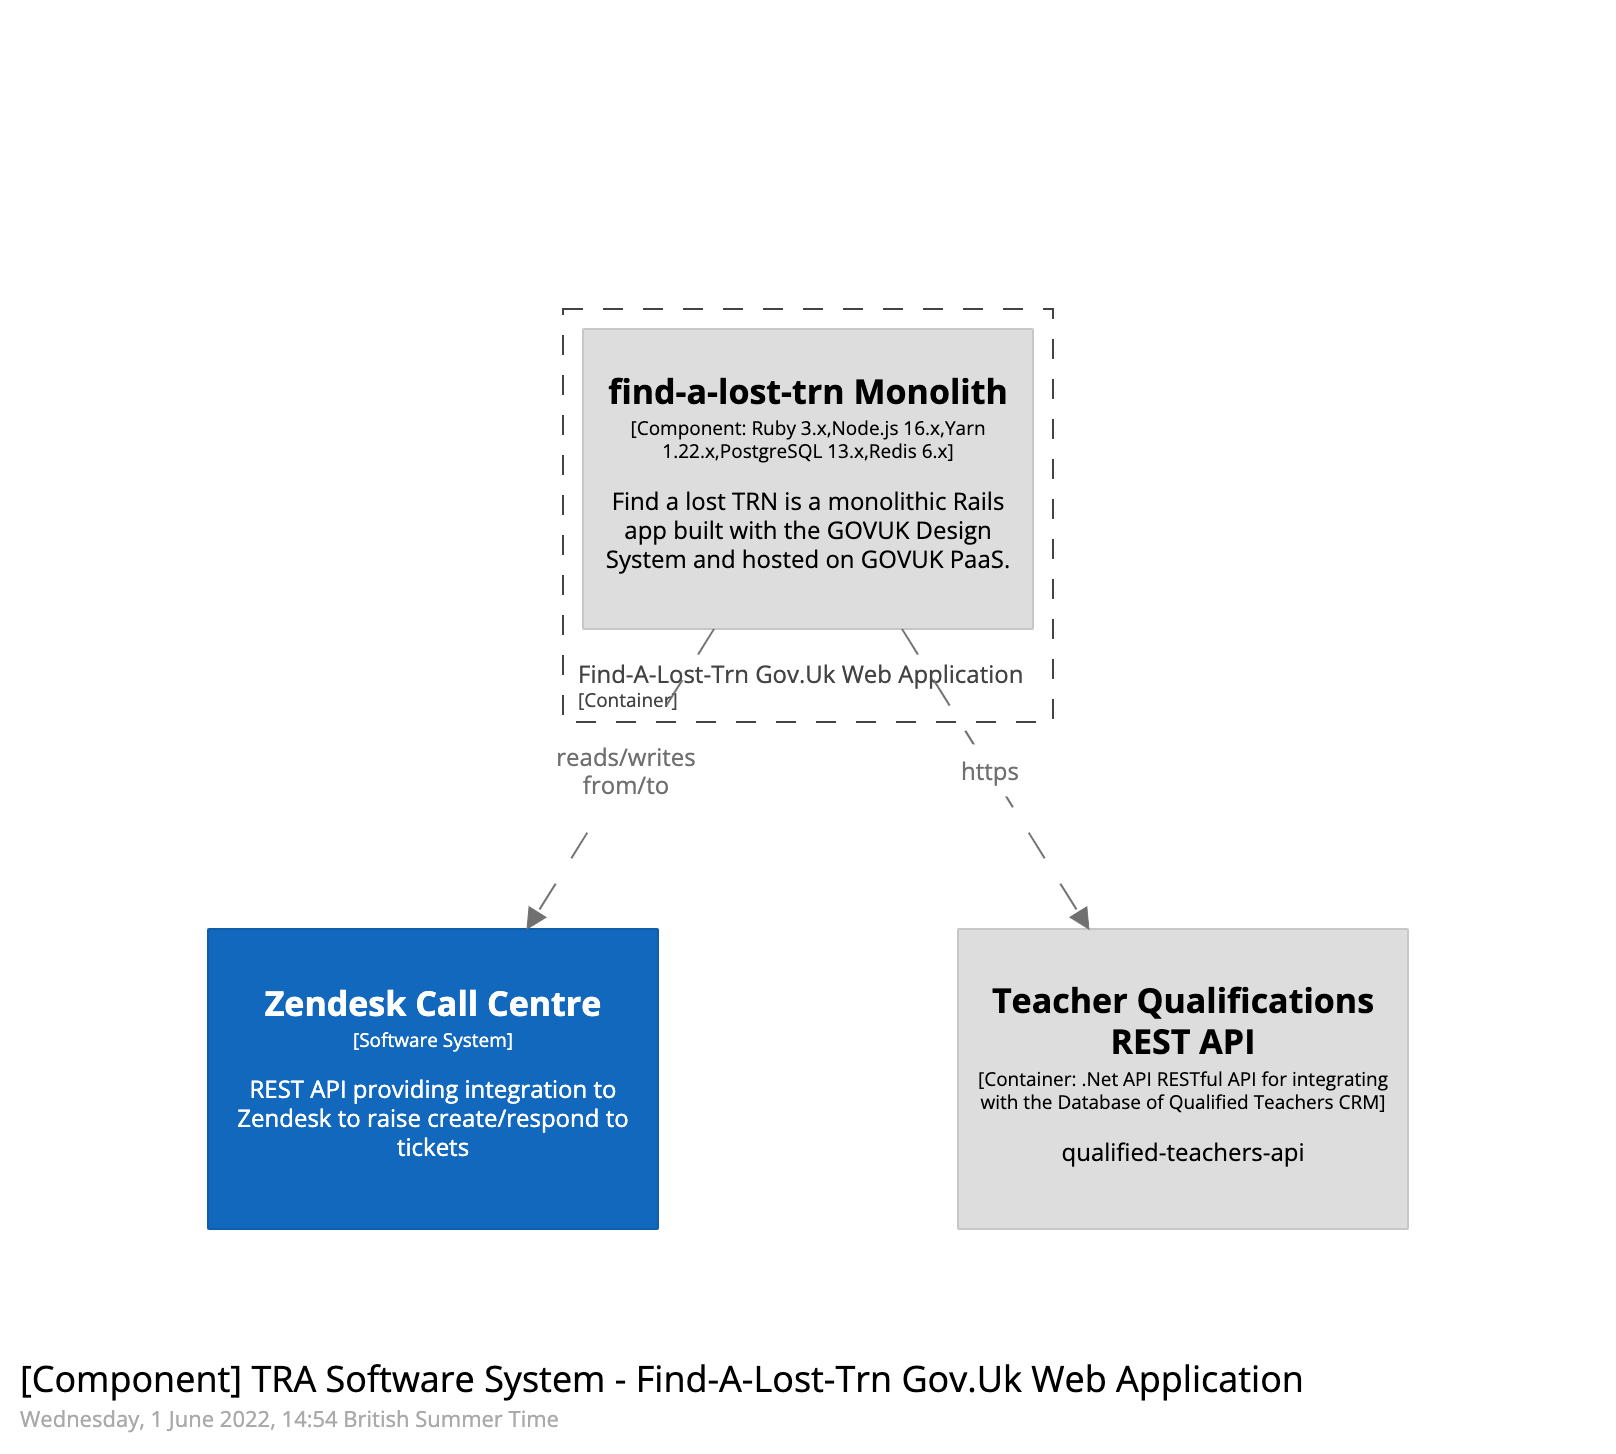 find-a-lost-trn Monolith
[Component: Ruby 3.x,Node.js 16.x,Yarn
1.22.x,PostgreSQL 13.x,Redis 6.x]
Find a lost TRN is a monolithic Rails
app built with the GOVUK Design
System and hosted on GOVUK PaaS.
Find-A-Lost-Trn Gov.Uk Web Application
[Container]
reads/writes
from/to
https
Zendesk Call Centre
[Software System]
REST API providing integration to
Zendesk to raise create/respond to
tickets
Teacher Qualifications
REST API
[Container: .Net API RESTful API for integrating
with the Database of Qualified Teachers CRM]
qualified-teachers-api
[Component] TRA Software System - Find-A-Lost-Trn Gov.Uk Web Application
Wednesday, 1 June 2022, 14:54 British Summer Time